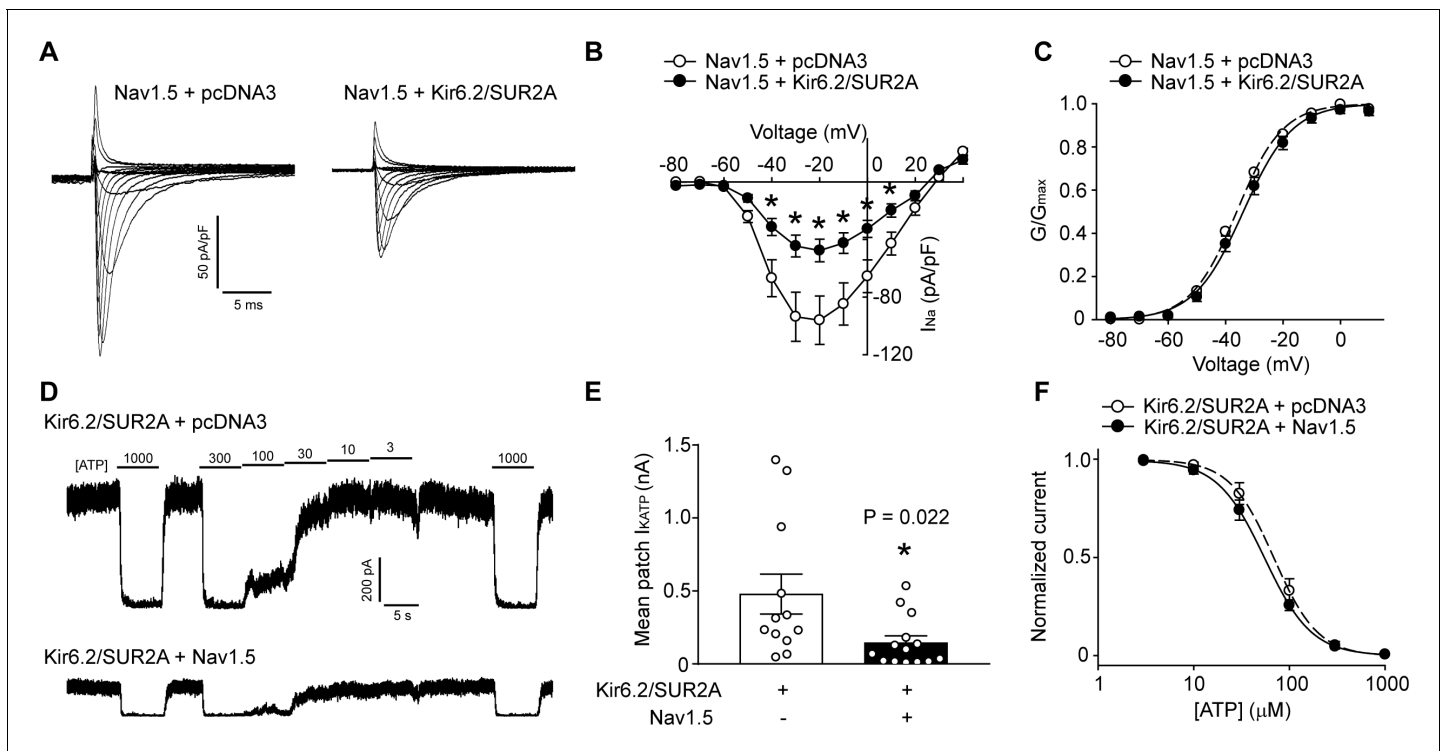 A
Nav1.5 + pcDNA3
Nav1.5 + Kir6.2/SUR2A
50 pA/pF
5 ms
B
Nav1.5 + pcDNA3
Nav1.5 + Kir6.2/SUR2A
Voltage (mV)
-80 -60 -40 -20 0 20
* * * * * *
-80
-120
INa (pA/pF)
C
Nav1.5 + pcDNA3
Nav1.5 + Kir6.2/SUR2A
1.0
0.8
0.6
0.4
0.2
0
G/Gmax
-80 -60 -40 -20 0
Voltage (mV)
D
Kir6.2/SUR2A + pcDNA3
[ATP] 1000 300 100 30 10 3 1000
200 pA
5 s
Kir6.2/SUR2A + Nav1.5
E
1.5
1.0
0.5
0
Mean patch IKATP (nA)
P = 0.022
*
Kir6.2/SUR2A + +
Nav1.5 - +
F
Kir6.2/SUR2A + pcDNA3
Kir6.2/SUR2A + Nav1.5
1.0
0.5
0
Normalized current
1 10 100 1000
[ATP] (μM)